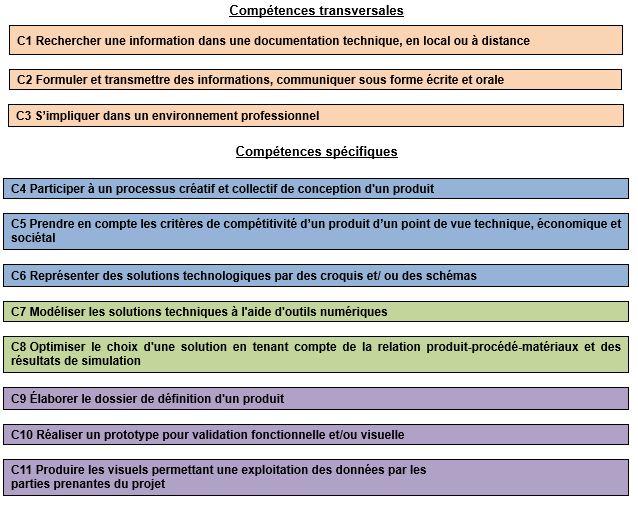 Compétences transversales
C1 Rechercher une information dans une documentation technique, en local ou à distance
C2 Formuler et transmettre des informations, communiquer sous forme écrite et orale
C3 S'impliquer dans un environnement professionnel
Compétences spécifiques
C4 Participer à un processus créatif et collectif de conception d'un produit
C5 Prendre en compte les critères de compétitivité d'un produit d'un point de vue technique, économique et
sociétal
C6 Représenter des solutions technologiques par des croquis et/ ou des schémas
C7 Modéliser les solutions techniques à l'aide d'outils numériques
C8 Optimiser le choix d'une solution en tenant compte de la relation produit-procédé-matériaux et des
résultats de simulation
C9 Élaborer le dossier de définition d'un produit
C10 Réaliser un prototype pour validation fonctionnelle et/ou visuelle
C11 Produire les visuels permettant une exploitation des données par les
parties prenantes du projet